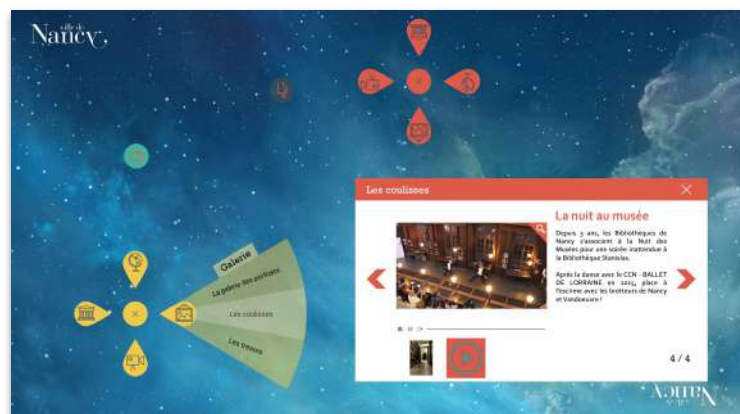 ville de
Nancy,
Galerie
La galerie des portraits
Les coulisses
Les trésors
Les coulisses
La nuit au musée
Depuis 3 ans, les Bibliothèques de
Nancy s'associent à la Nuit des
Musées pour une soirée inattendue à
la Bibliothèque Stanislas.
Après la danse avec le CCN - BALLET
DE LORRAINE en 2015, place à
l'escrime avec les bretteurs de Nancy
et Vandoeuvre !
4 / 4
Nancy,